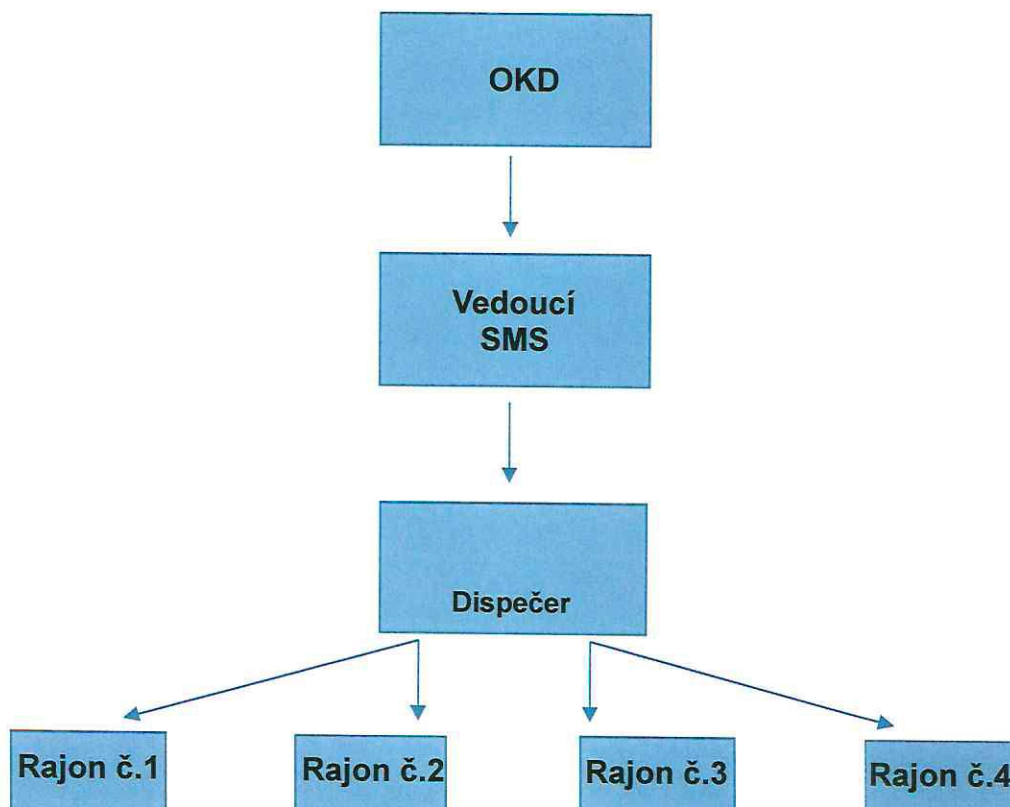 OKD
Vedoucí
SMS
Dispečer
Rajon č.1
Rajon č.2
Rajon č.3
Rajon č.4